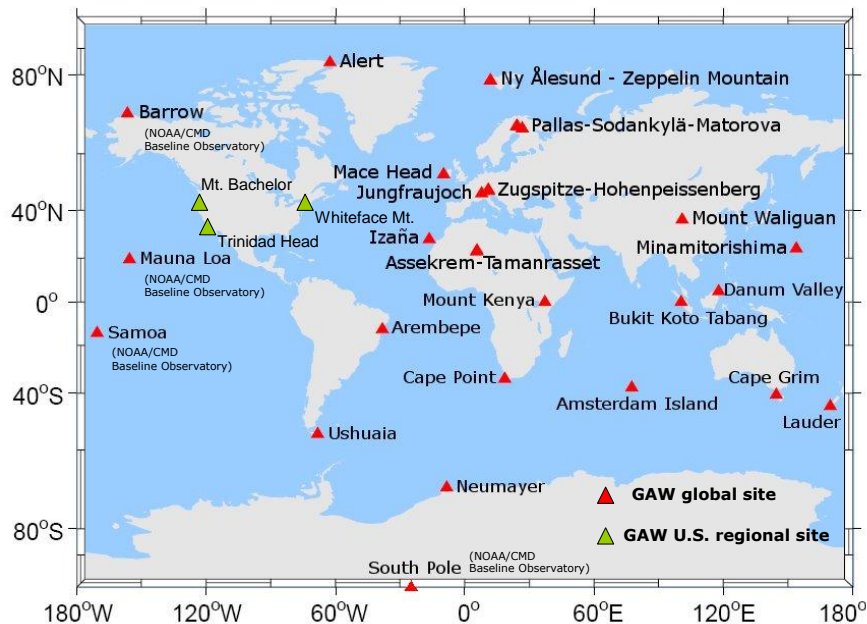 80°N
40°N
0°
40°S
80°S
Alert
Ny Ålesund - Zeppelin Mountain
Barrow
(NOAA/CMD
Baseline Observatory)
Pallas-Sodankylä-Matorova
Mace Head
Mt. Bachelor
Jungfraujoch
Zugspitze-Hohenpeissenberg
Whiteface Mt.
Mount Waliguan
Trinidad Head
Izaña
Minamitorishima
Mauna Loa
(NOAA/CMD
Baseline Observatory)
Assekrem-Tamanrasset
Danum Valley
Mount Kenya
Bukit Koto Tabang
Samoa
(NOAA/CMD
Baseline Observatory)
Arembepe
Cape Point
Cape Grim
Amsterdam Island
Lauder
Ushuaia
Neumayer
GAW global site
GAW U.S. regional site
South Pole
(NOAA/CMD
Baseline Observatory)
180°W
120°W
60°W
0°
60°E
120°E
180°